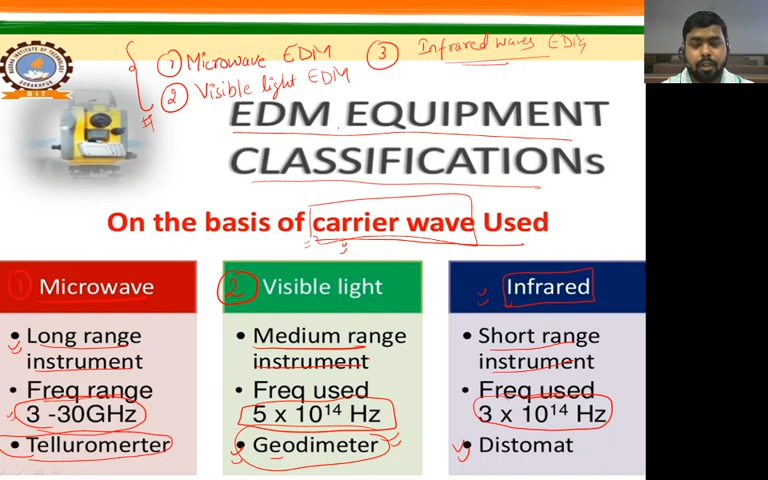 ① Microwave EDM
③ Infrared waves EDM
② Visible light EDM
EDM EQUIPMENT
CLASSIFICATIONs
On the basis of carrier wave Used
① Microwave
• Long range
instrument
• Freq range
3 -30GHz
• Telluromerter
② Visible light
• Medium range
instrument
• Freq used
5 x 10¹⁴ Hz
• Geodimeter
Infrared
• Short range
instrument
• Freq used
3 x 10¹⁴ Hz
• Distomat